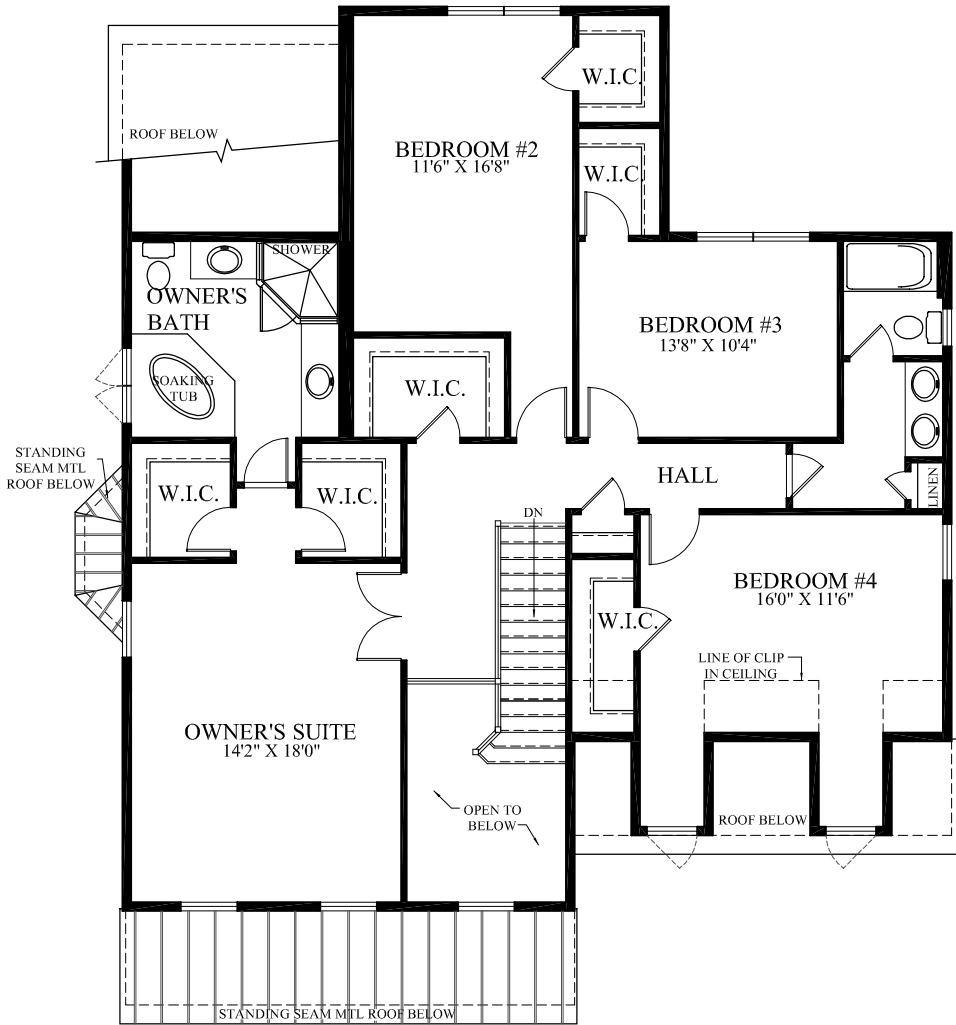 W.I.C.
ROOF BELOW
BEDROOM #2
11'6" X 16'8"
W.I.C.
SHOWER
OWNER'S
BATH
BEDROOM #3
13'8" X 10'4"
SOAKING
TUB
W.I.C.
STANDING
SEAM MTL
ROOF BELOW
W.I.C.
W.I.C.
HALL
LINEN
DN
BEDROOM #4
16'0" X 11'6"
W.I.C.
LINE OF CLIP
IN CEILING
OWNER'S SUITE
14'2" X 18'0"
OPEN TO
BELOW
ROOF BELOW
STANDING SEAM MTL ROOF BELOW